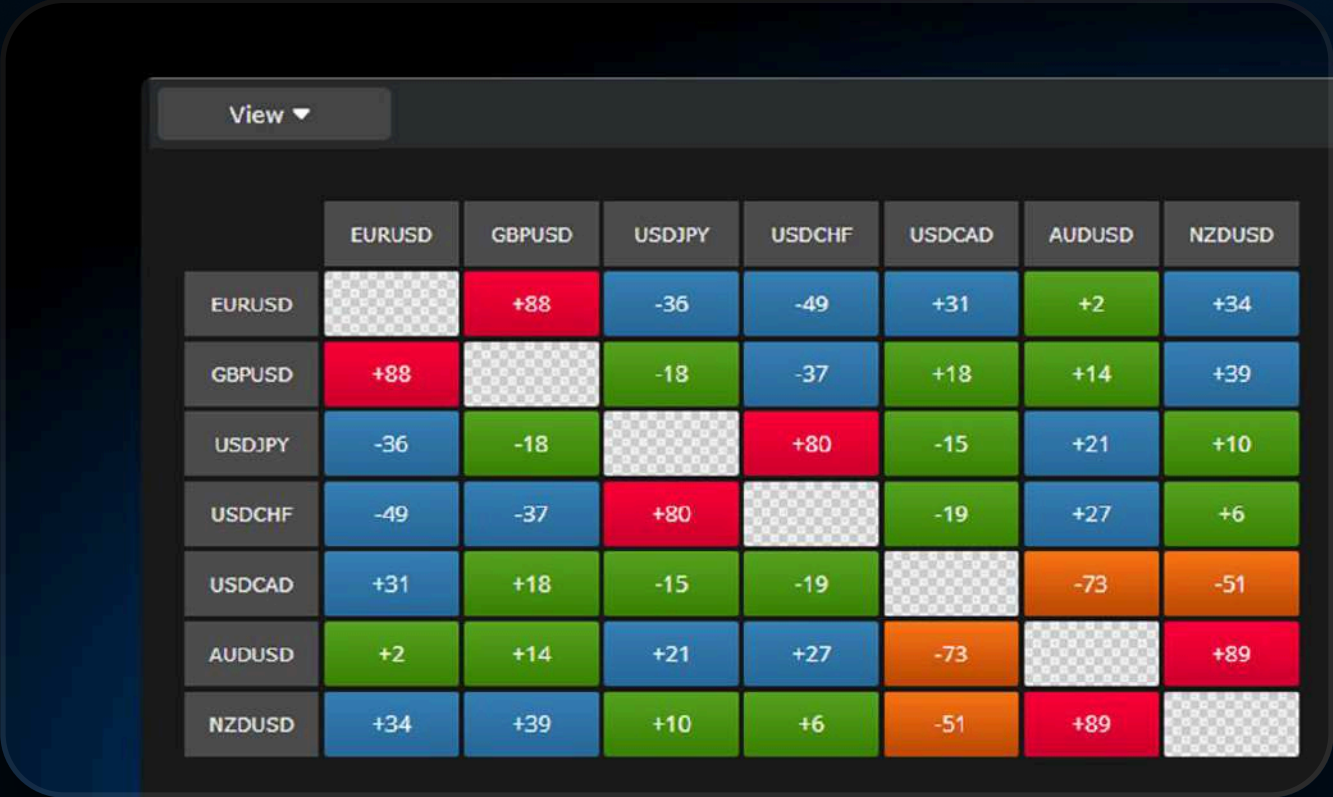 View
EURUSD GBPUSD USDJPY USDCHF USDCAD AUDUSD NZDUSD
EURUSD +88 -36 -49 +31 +2 +34
GBPUSD +88 -18 -37 +18 +14 +39
USDJPY -36 -18 +80 -15 +21 +10
USDCHF -49 -37 +80 -19 +27 +6
USDCAD +31 +18 -15 -19 -73 -51
AUDUSD +2 +14 +21 +27 -73 +89
NZDUSD +34 +39 +10 +6 -51 +89